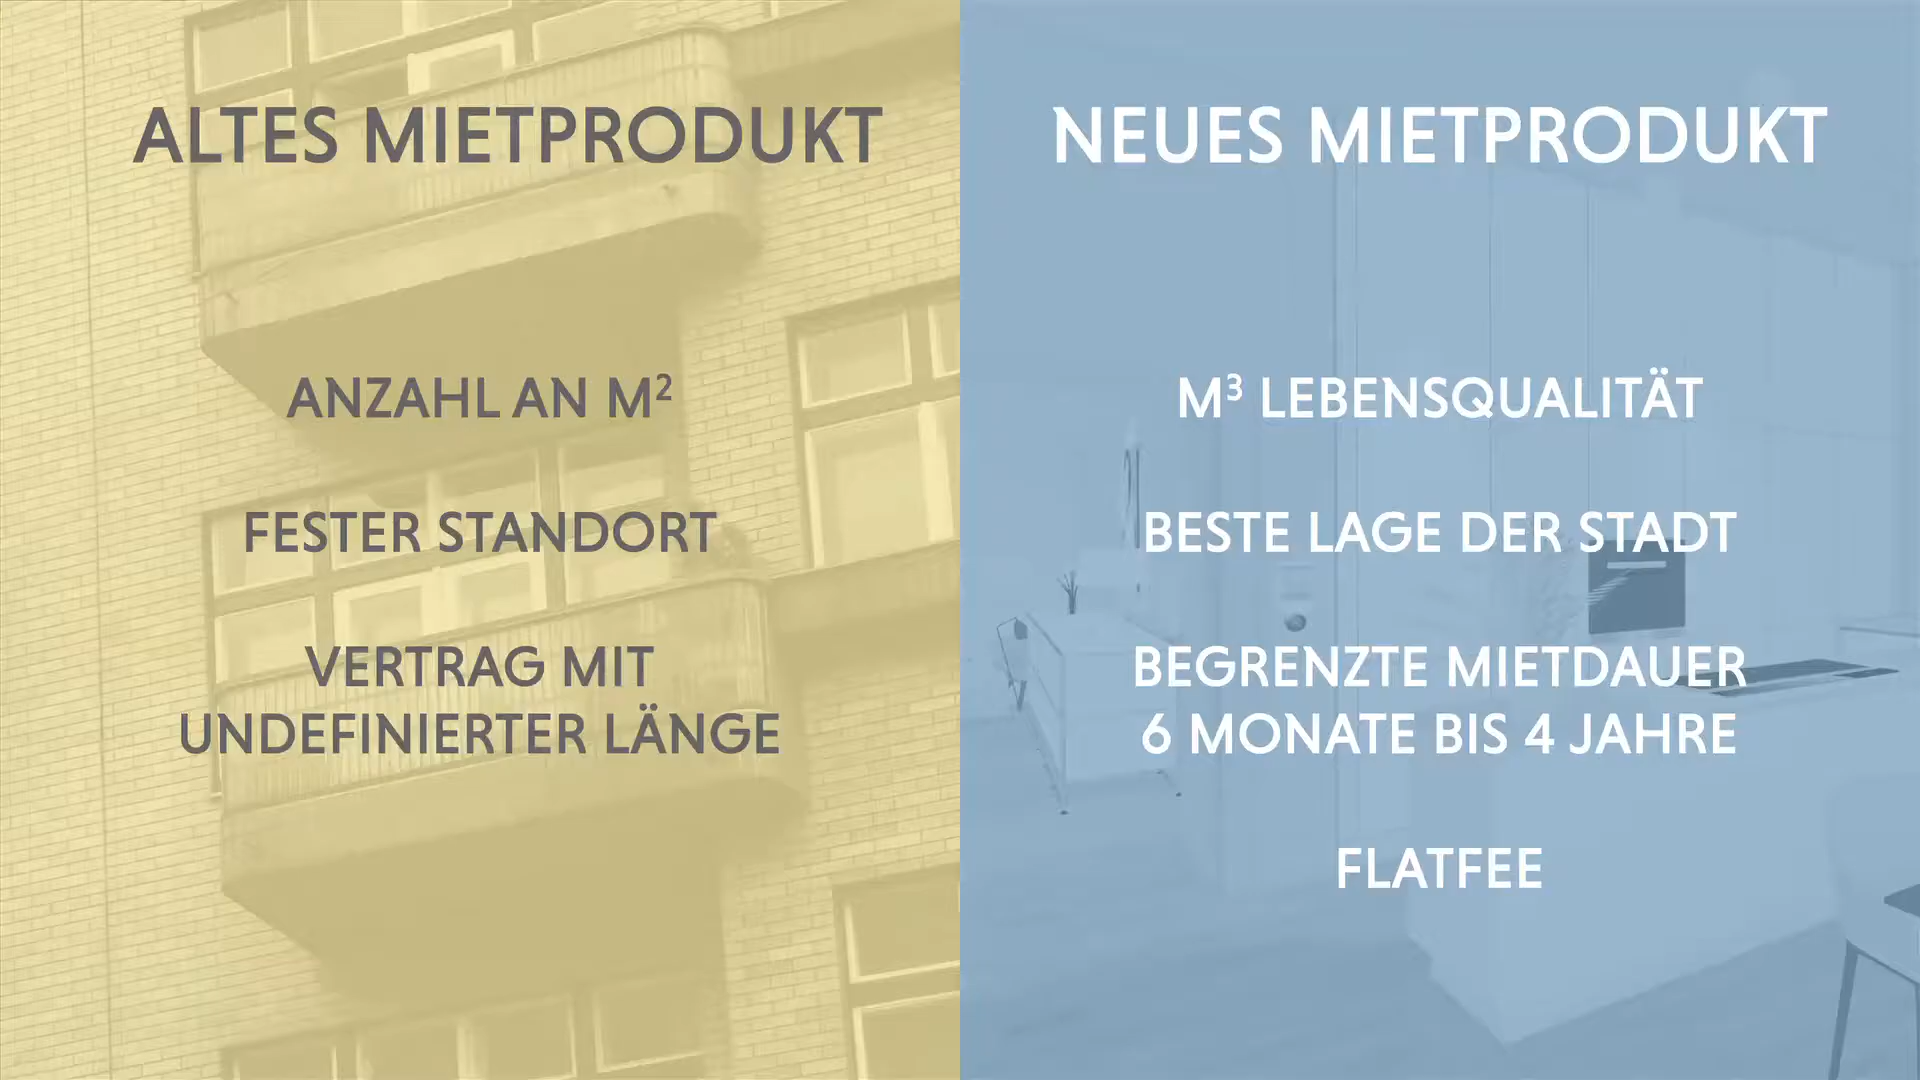 ALTES MIETPRODUKT
ANZAHL AN M²
FESTER STANDORT
VERTRAG MIT
UNDEFINIERTER LÄNGE
NEUES MIETPRODUKT
M³ LEBENSQUALITÄT
BESTE LAGE DER STADT
BEGRENZTE MIETDAUER
6 MONATE BIS 4 JAHRE
FLATFEE